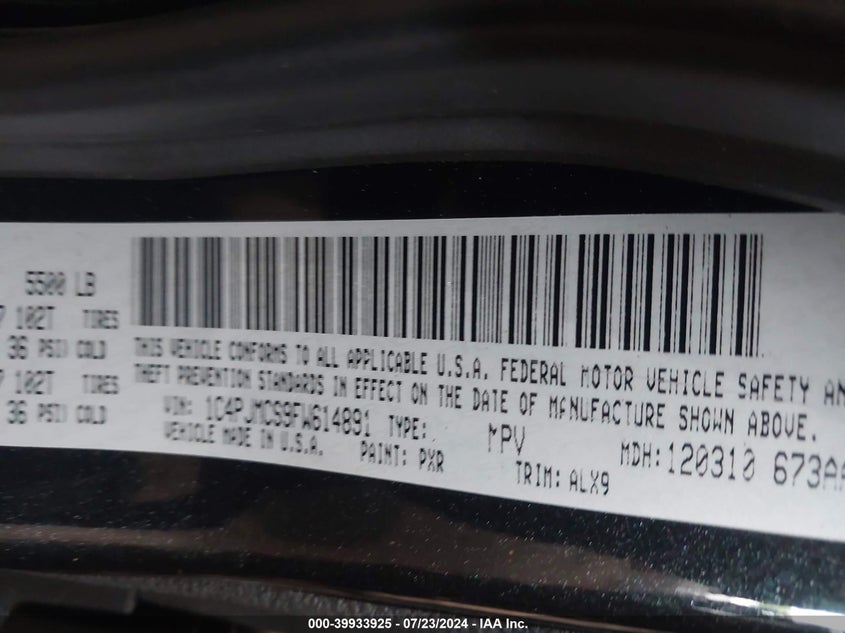 5500 LB
102T TIRES
36 PSI) COLD
102T TIRES
36 PSI) COLD
THIS VEHICLE CONFORMS TO ALL APPLICABLE U.S.A. FEDERAL MOTOR VEHICLE SAFETY AN
THEFT PREVENTION STANDARDS IN EFFECT ON THE DATE OF MANUFACTURE SHOWN ABOVE.
VIN: 1C4PJMCS9FW614891 TYPE: MPV MDH: 120310 673AA
VEHICLE MADE IN U.S.A. PAINT: PXR TRIM: ALX9
000-39933925 - 07/23/2024 - IAA Inc.